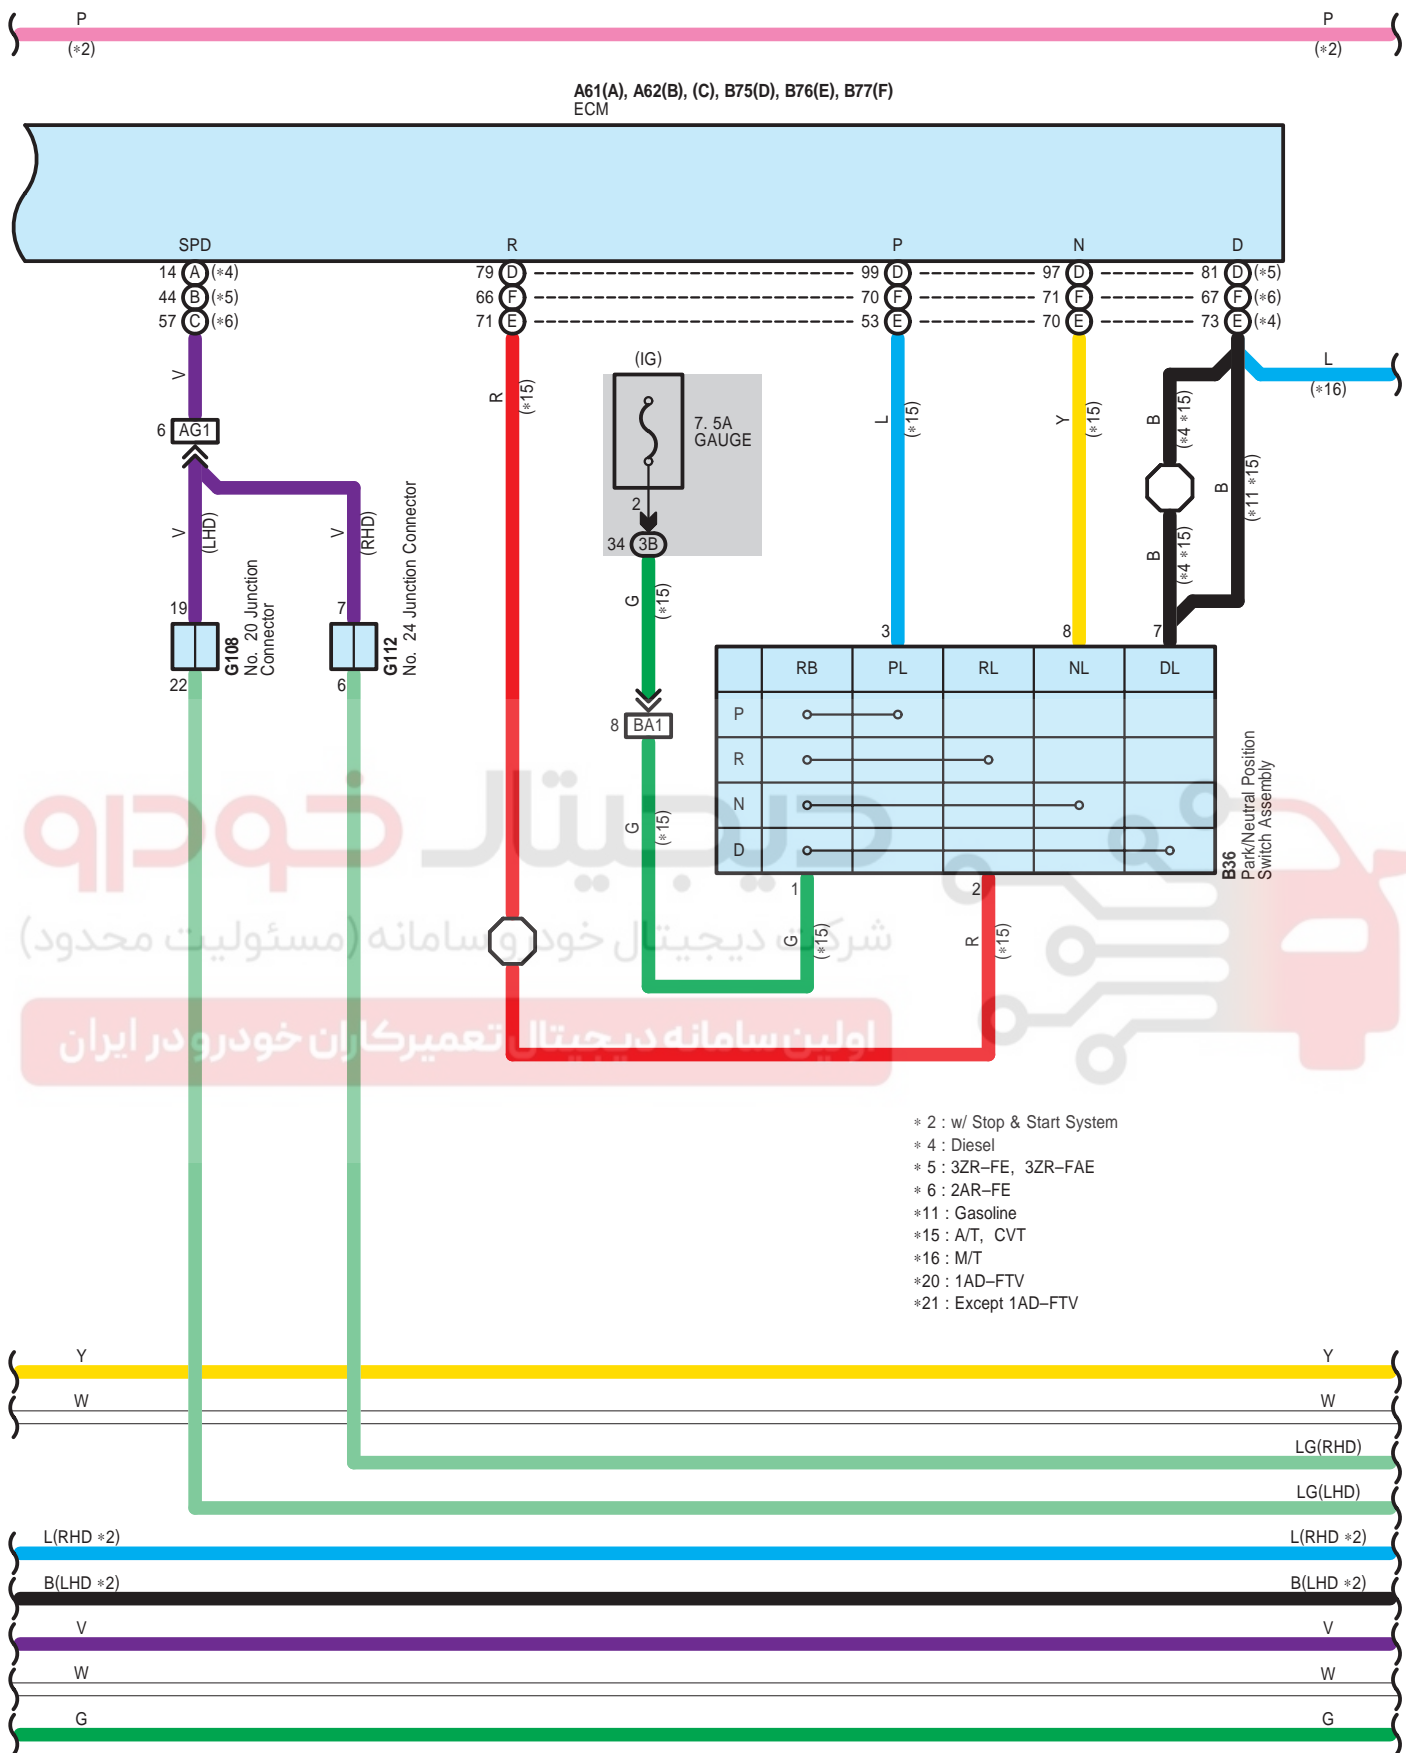 P P
(*2) (*2)
A61(A), A62(B), (C), B75(D), B76(E), B77(F)
ECM
SPD R P N D
14 A (*4) 79 D 99 D 97 D 81 D (*5)
44 B (*5) 66 F 70 F 71 F 67 F (*6)
57 C (*6) 71 E 53 E 70 E 73 E (*4)
V
R
(*15)
(IG)
7. 5A
GAUGE
2
34 3B
L
(*15)
Y
(*15)
B
(*4 *15)
B
(*11 *15)
L
(*16)
6 AG1
V
(LHD)
V
(RHD)
B
(*4 *15)
19
22
G108
No. 20 Junction
Connector
7
6
G112
No. 24 Junction Connector
G
(*15)
8 BA1
G
(*15)
3 8 7
RB PL RL NL DL
P
R
N
D
B36
Park/Neutral Position
Switch Assembly
1 2
G
(*15)
R
(*15)
دیجیتال خودرو
شرکت دیجیتال خودرو سامانه (مسئولیت محدود)
اولین سامانه دیجیتال تعمیرکاران خودرو در ایران
* 2 : w/ Stop & Start System
* 4 : Diesel
* 5 : 3ZR–FE, 3ZR–FAE
* 6 : 2AR–FE
*11 : Gasoline
*15 : A/T, CVT
*16 : M/T
*20 : 1AD–FTV
*21 : Except 1AD–FTV
Y Y
W W
LG(RHD)
LG(LHD)
L(RHD *2) L(RHD *2)
B(LHD *2) B(LHD *2)
V V
W W
G G